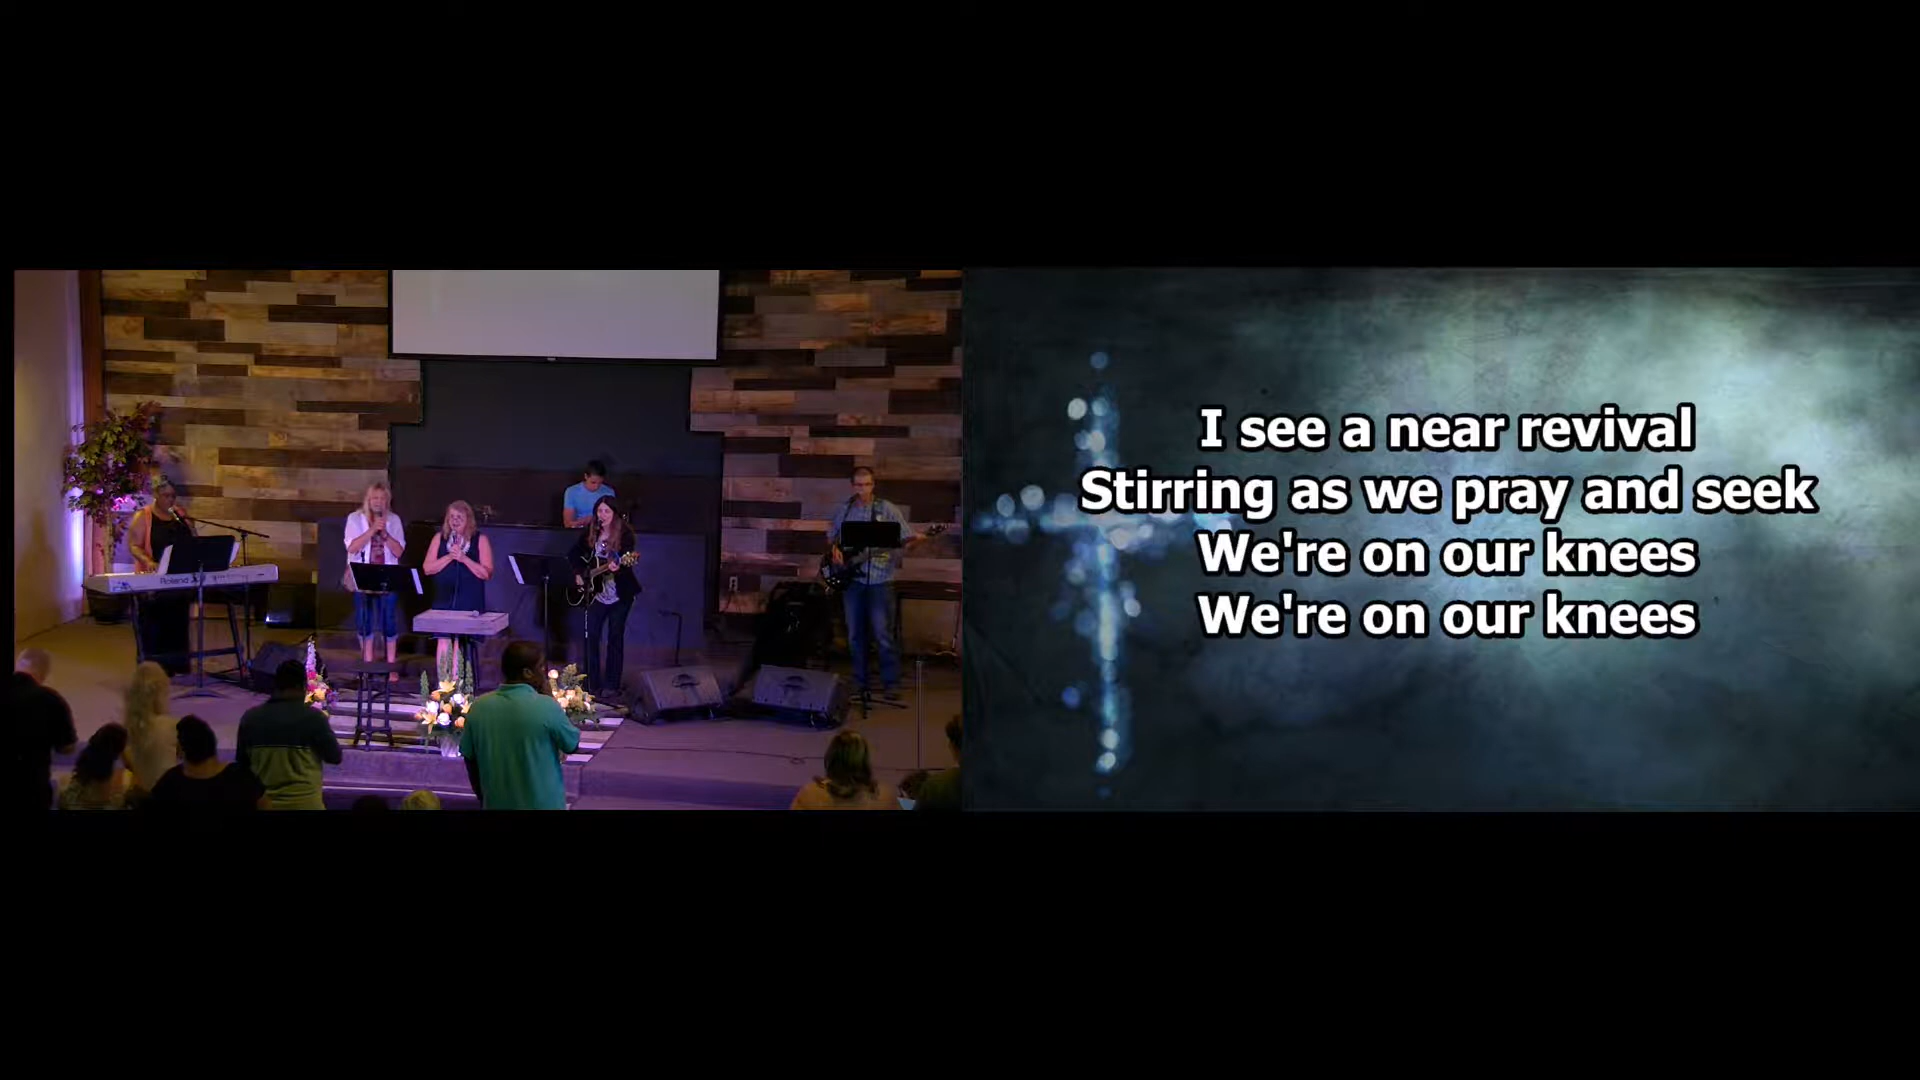 Roland
I see a near revival
Stirring as we pray and seek
We're on our knees
We're on our knees